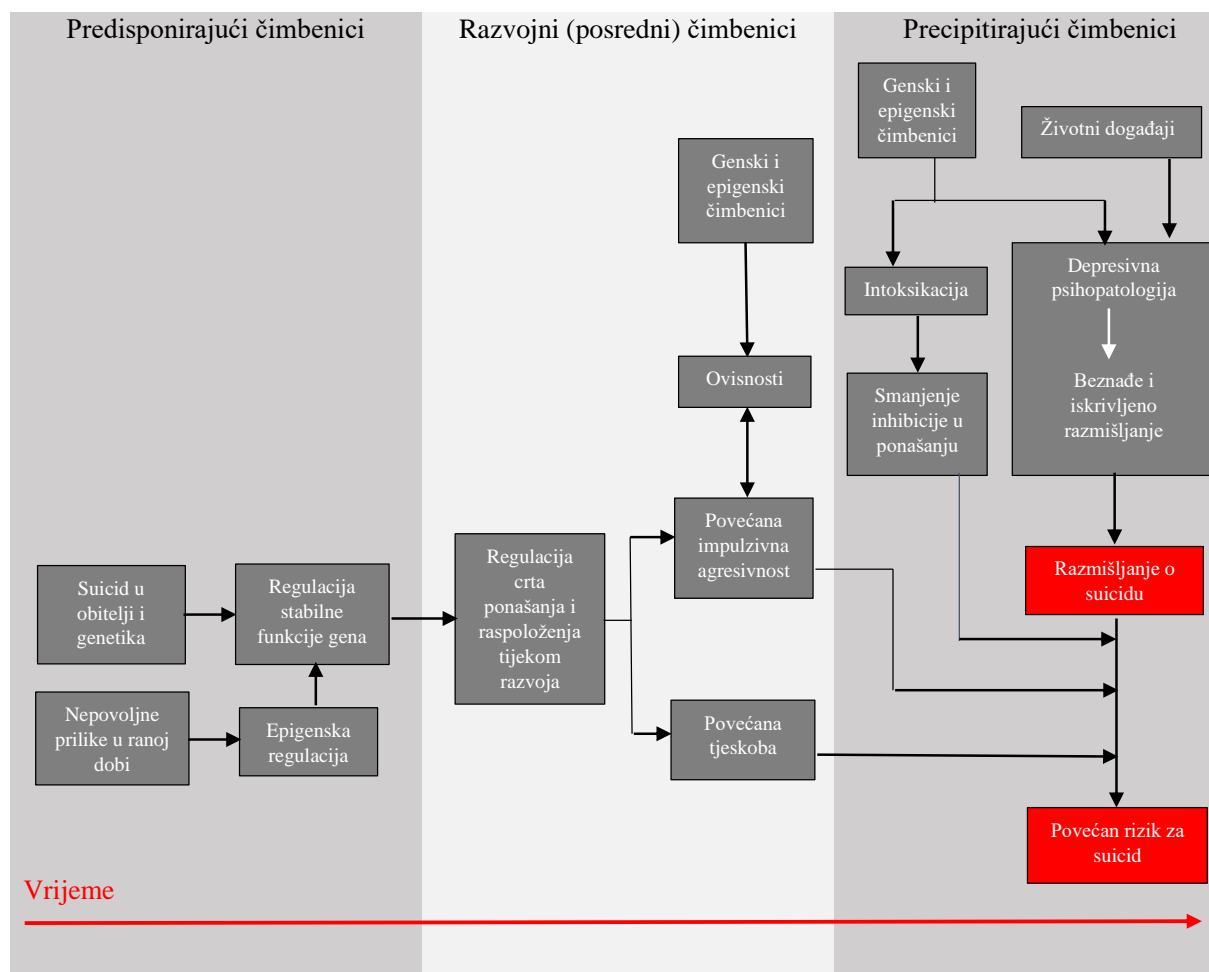 Predisponirajući čimbenici
Razvojni (posredni) čimbenici
Precipitirajući čimbenici
Suicid u
obitelji i
genetika
Regulacija
stabilne
funkcije gena
Nepovoljne
prilike u ranoj
dobi
Epigenska
regulacija
Genski i
epigenski
čimbenici
Ovisnosti
Povećana
impulzivna
agresivnost
Regulacija
crta
ponašanja i
raspoloženja
tijekom
razvoja
Povećana
tjeskoba
Genski i
epigenski
čimbenici
Životni događaji
Intoksikacija
Depresivna
psihopatologija
Smanjenje
inhibicije u
ponašanju
Beznađe i
iskrivljeno
razmišljanje
Razmišljanje o
suicidu
Povećan rizik za
suicid
Vrijeme